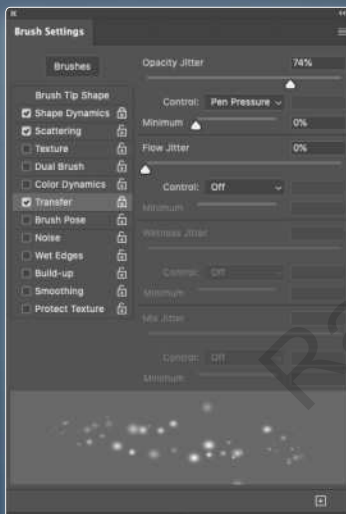 Brush Settings
Brushes
Brush Tip Shape
Shape Dynamics
Scattering
Texture
Dual Brush
Color Dynamics
Transfer
Brush Pose
Noise
Wet Edges
Build-up
Smoothing
Protect Texture
Opacity Jitter 74%
Control: Pen Pressure
Minimum 0%
Flow Jitter 0%
Control: Off
Minimum
Wetness Jitter
Control: Off
Minimum
Mix Jitter
Control: Off
Minimum